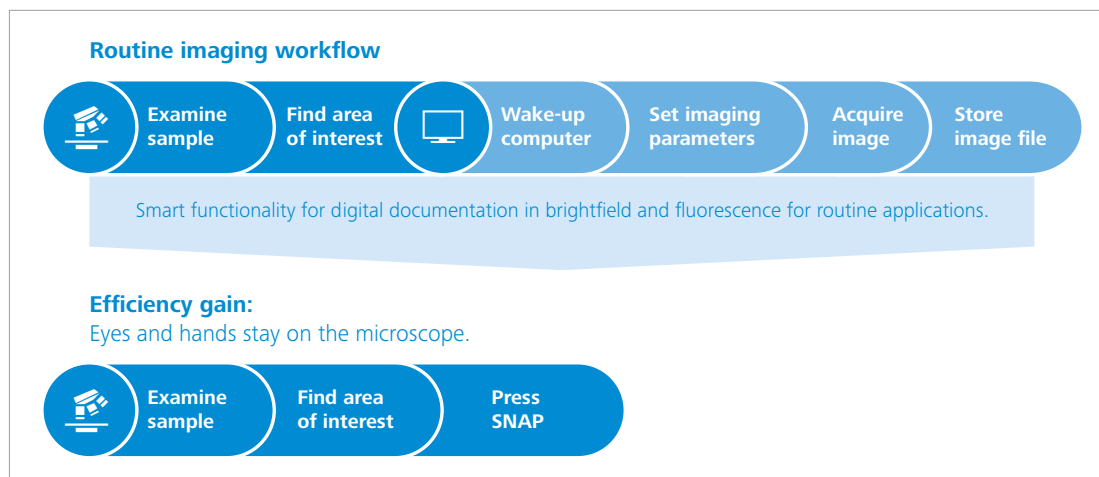 Routine imaging workflow
Examine
sample
Find area
of interest
Wake-up
computer
Set imaging
parameters
Acquire
image
Store
image file
Smart functionality for digital documentation in brightfield and fluorescence for routine applications.
Efficiency gain:
Eyes and hands stay on the microscope.
Examine
sample
Find area
of interest
Press
SNAP